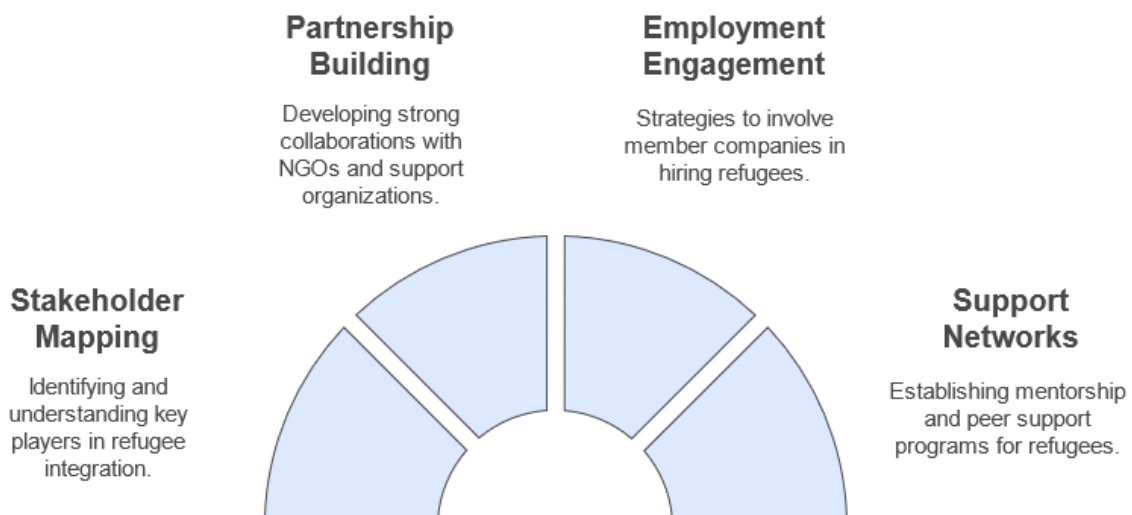 Partnership
Building
Developing strong
collaborations with
NGOs and support
organizations.
Employment
Engagement
Strategies to involve
member companies in
hiring refugees.
Stakeholder
Mapping
Identifying and
understanding key
players in refugee
integration.
Support
Networks
Establishing mentorship
and peer support
programs for refugees.